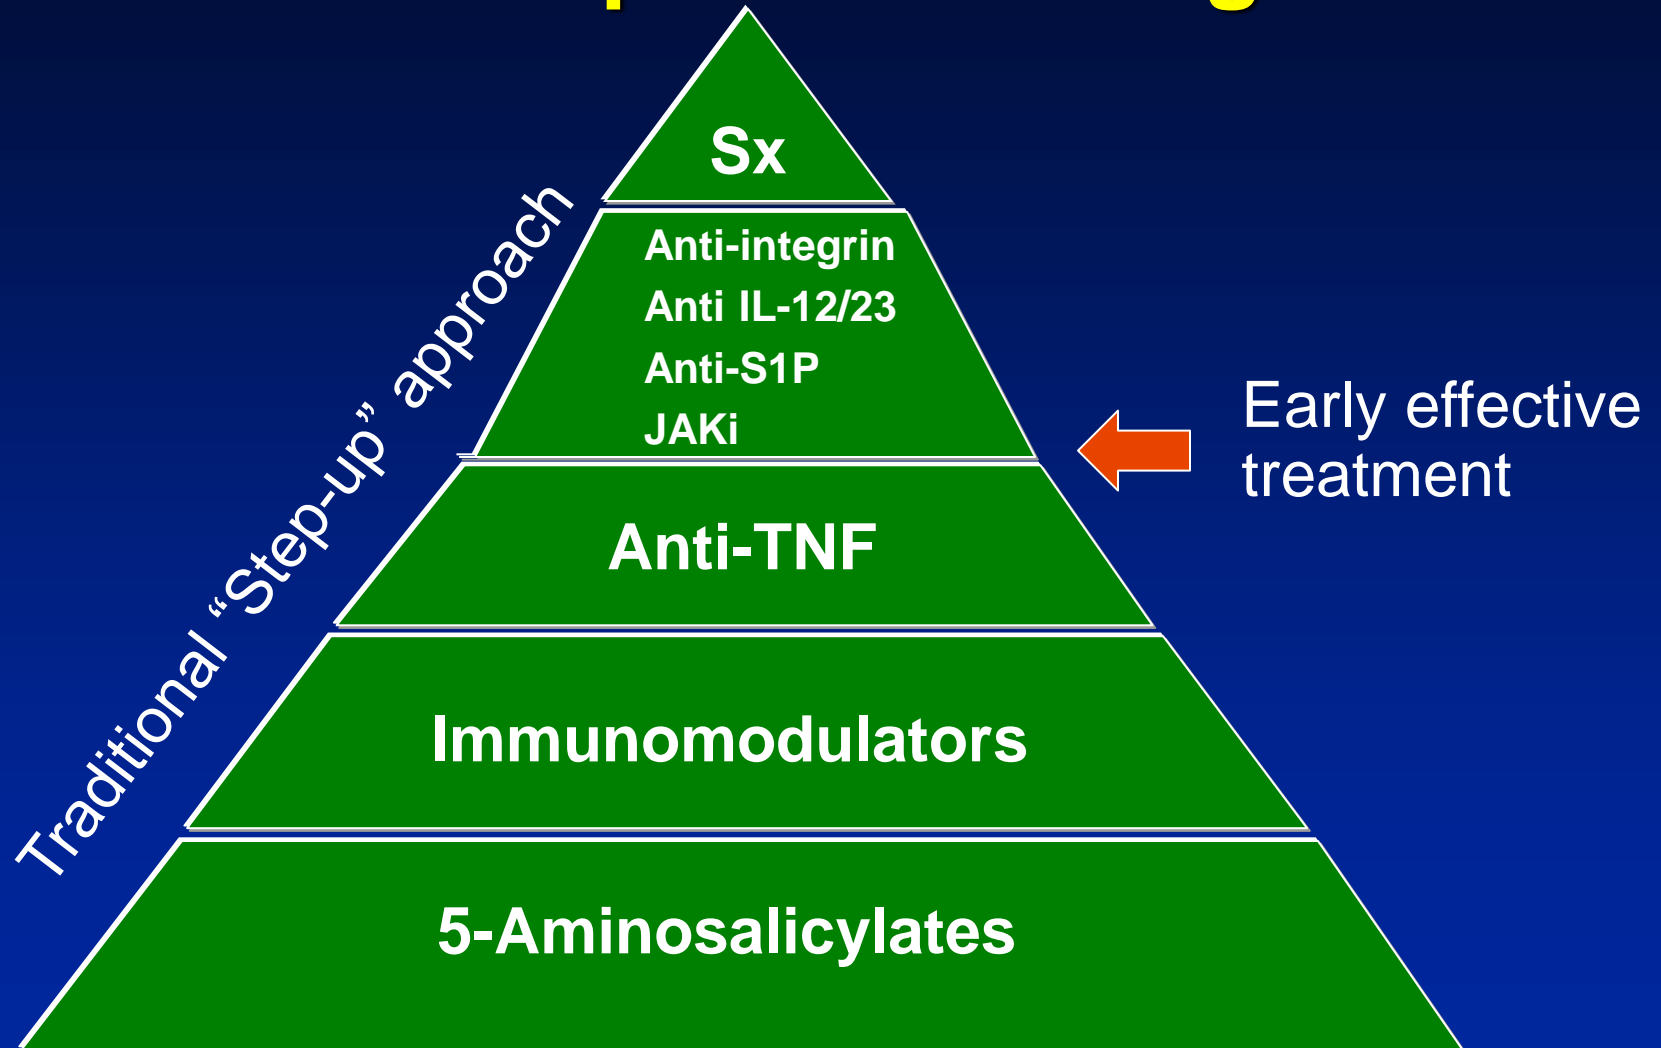 Sx
Anti-integrin
Anti IL-12/23
Anti-S1P
JAKi
Traditional “Step-up” approach
Early effective
treatment
Anti-TNF
Immunomodulators
5-Aminosalicylates